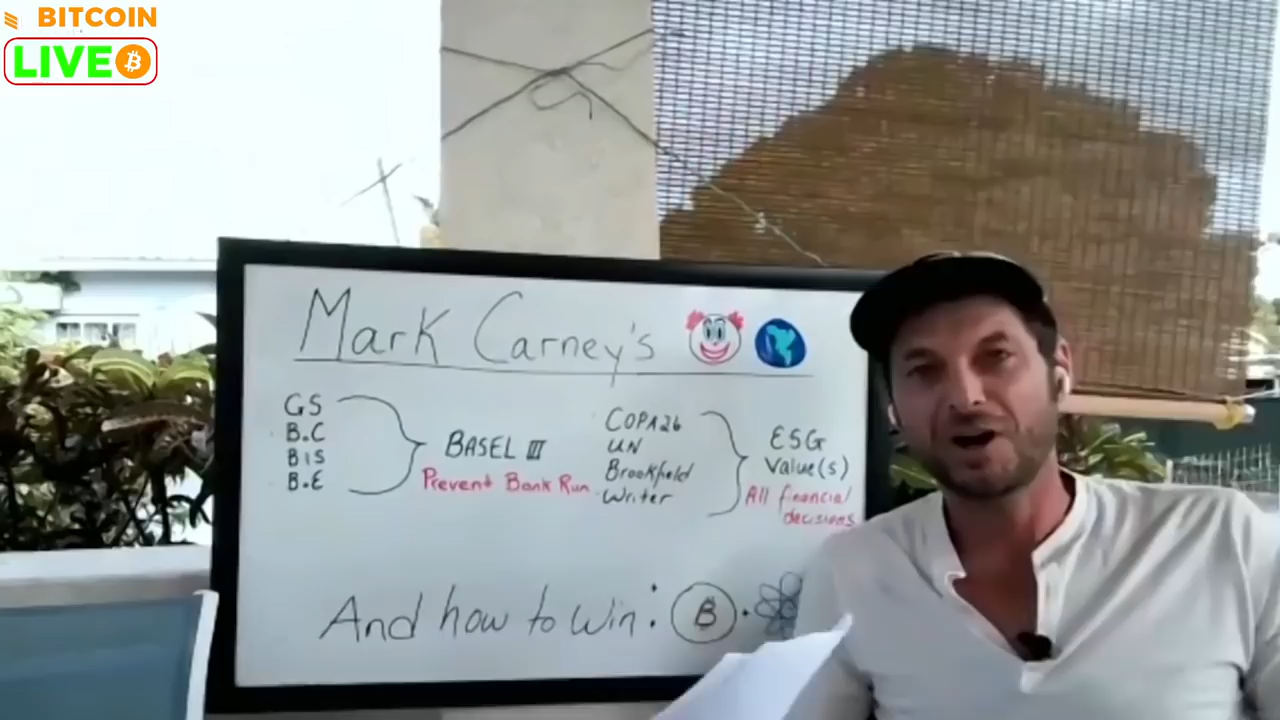 BITCOIN
LIVE
Mark Carney's
GS
B.C
BIS
B.E
BASEL III
Prevent Bank Run
COPA26
UN
Brookfield
Writer
ESG
Value(s)
All financial
decisions
And how to win: B